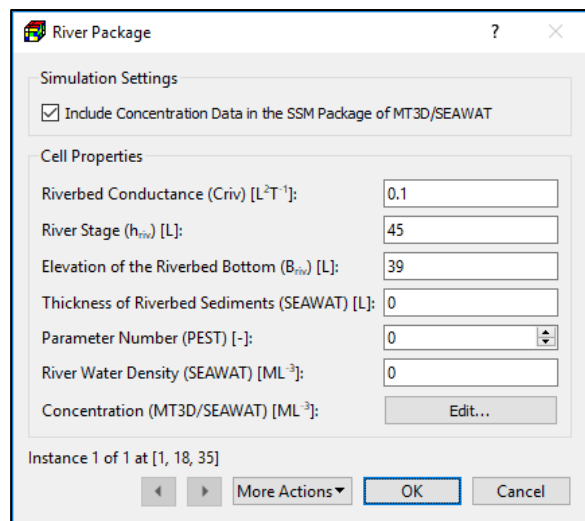 River Package
?
Simulation Settings
Include Concentration Data in the SSM Package of MT3D/SEAWAT
Cell Properties
Riverbed Conductance (Criv) [L²T⁻¹]: 0.1
River Stage (hᵣᵢᵥ) [L]: 45
Elevation of the Riverbed Bottom (Bᵣᵢᵥ) [L]: 39
Thickness of Riverbed Sediments (SEAWAT) [L]: 0
Parameter Number (PEST) [-]: 0
River Water Density (SEAWAT) [ML⁻³]: 0
Concentration (MT3D/SEAWAT) [ML⁻³]: Edit...
Instance 1 of 1 at [1, 18, 35]
More Actions OK Cancel